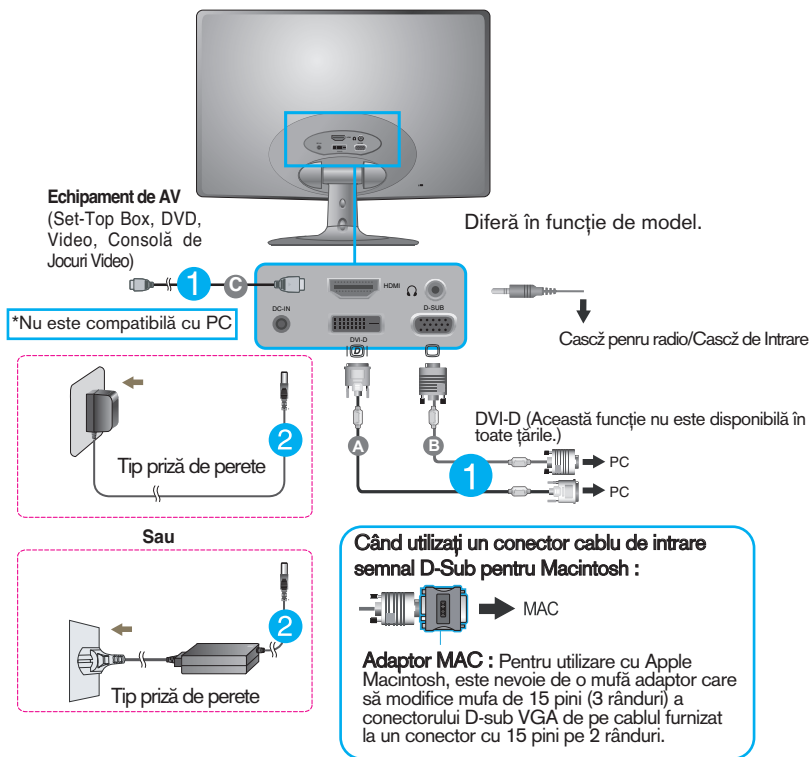 Echipament de AV
(Set-Top Box, DVD,
Video, Consolă de
Jocuri Video)
Diferă în funcție de model.
1
C
*Nu este compatibilă cu PC
HDMI
DC-IN
D-SUB
DVI-D
Cascž penru radio/Cascž de Intrare
Tip priză de perete
2
A
B
1
DVI-D (Această funcție nu este disponibilă în
toate țările.)
PC
PC
Sau
Tip priză de perete
2
Când utilizați un conector cablu de intrare
semnal D-Sub pentru Macintosh :
MAC
Adaptor MAC : Pentru utilizare cu Apple
Macintosh, este nevoie de o mufă adaptor care
să modifice mufa de 15 pini (3 rânduri) a
conectorului D-sub VGA de pe cablul furnizat
la un conector cu 15 pini pe 2 rânduri.